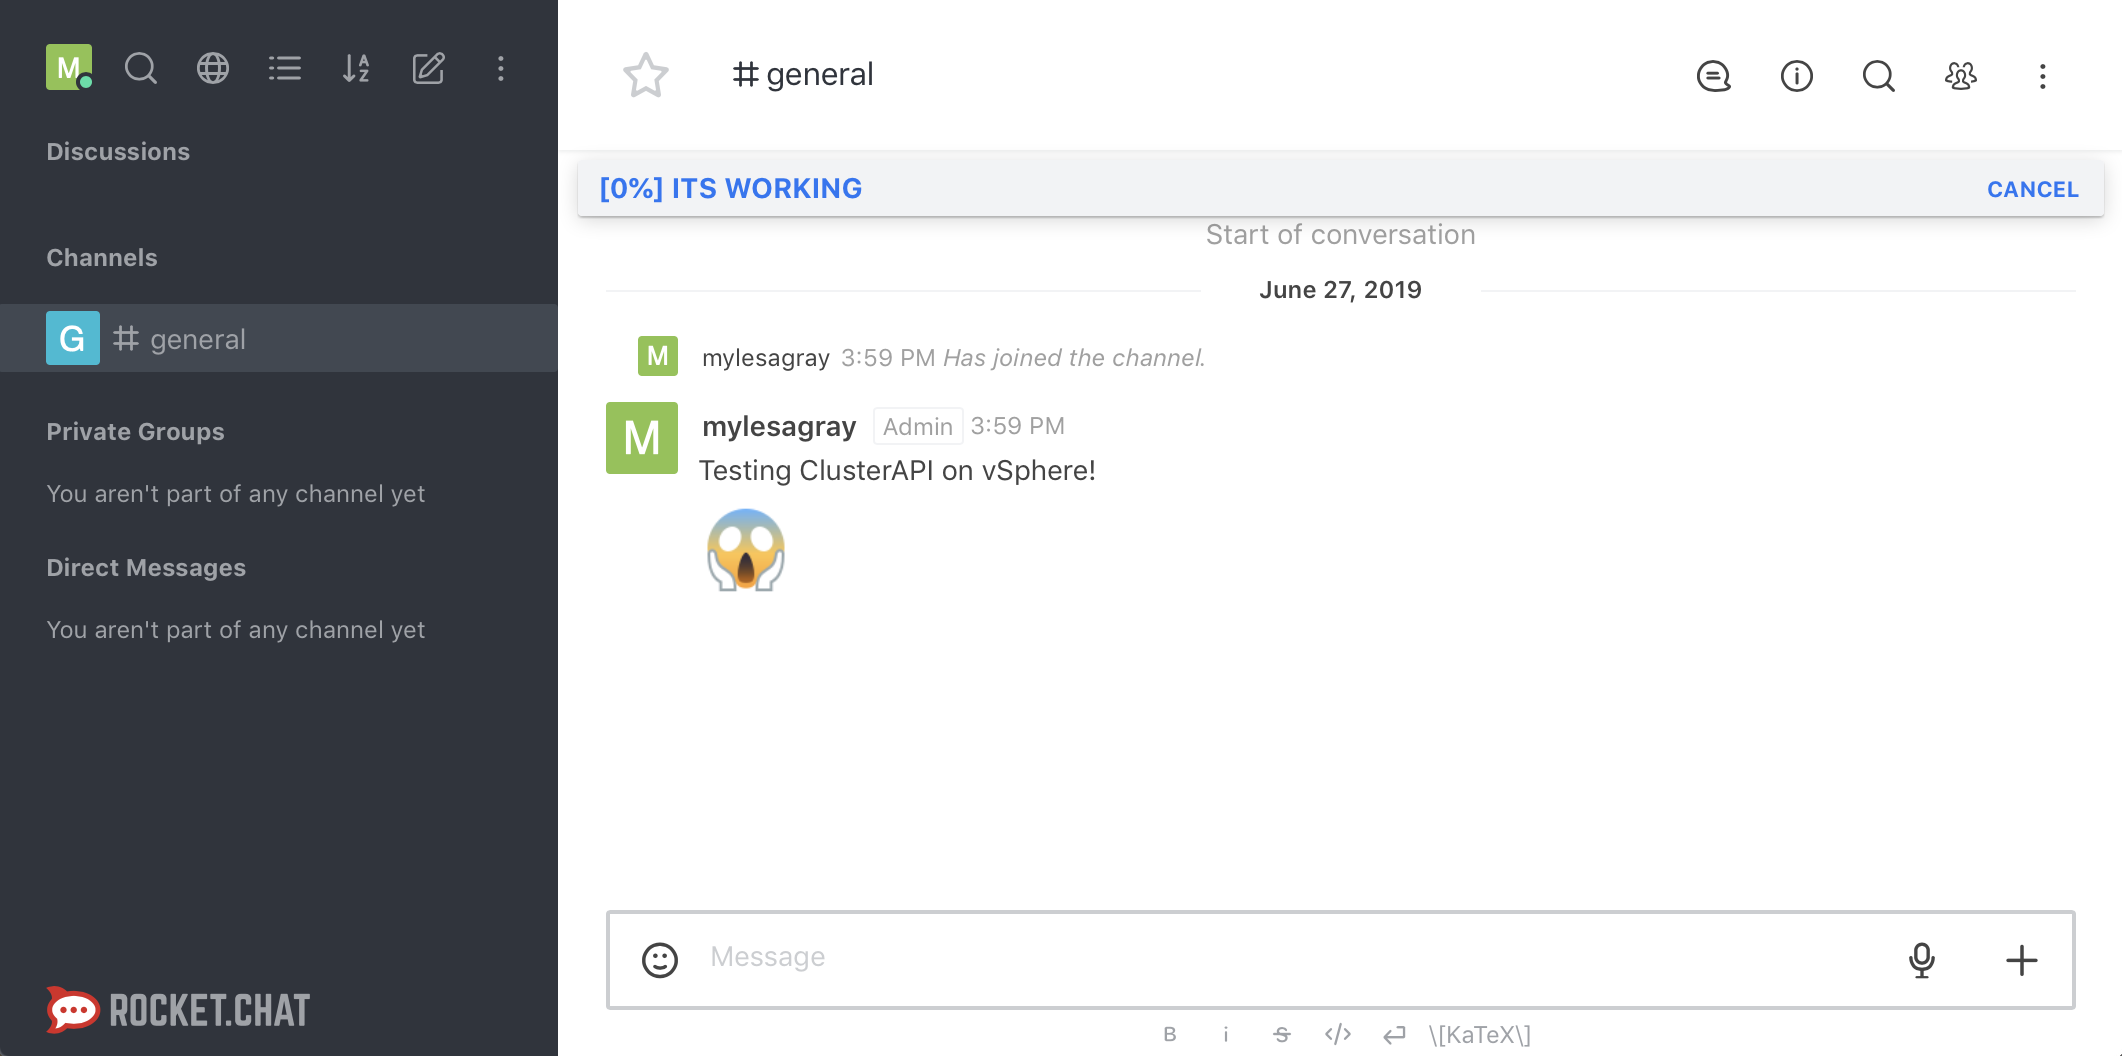 M
Discussions
Channels
G # general
Private Groups
You aren't part of any channel yet
Direct Messages
You aren't part of any channel yet
ROCKET.CHAT
# general
[0%] ITS WORKING CANCEL
Start of conversation
June 27, 2019
M mylesagray 3:59 PM Has joined the channel.
M mylesagray Admin 3:59 PM
Testing ClusterAPI on vSphere!
Message
B i S </> \[KaTeX\]